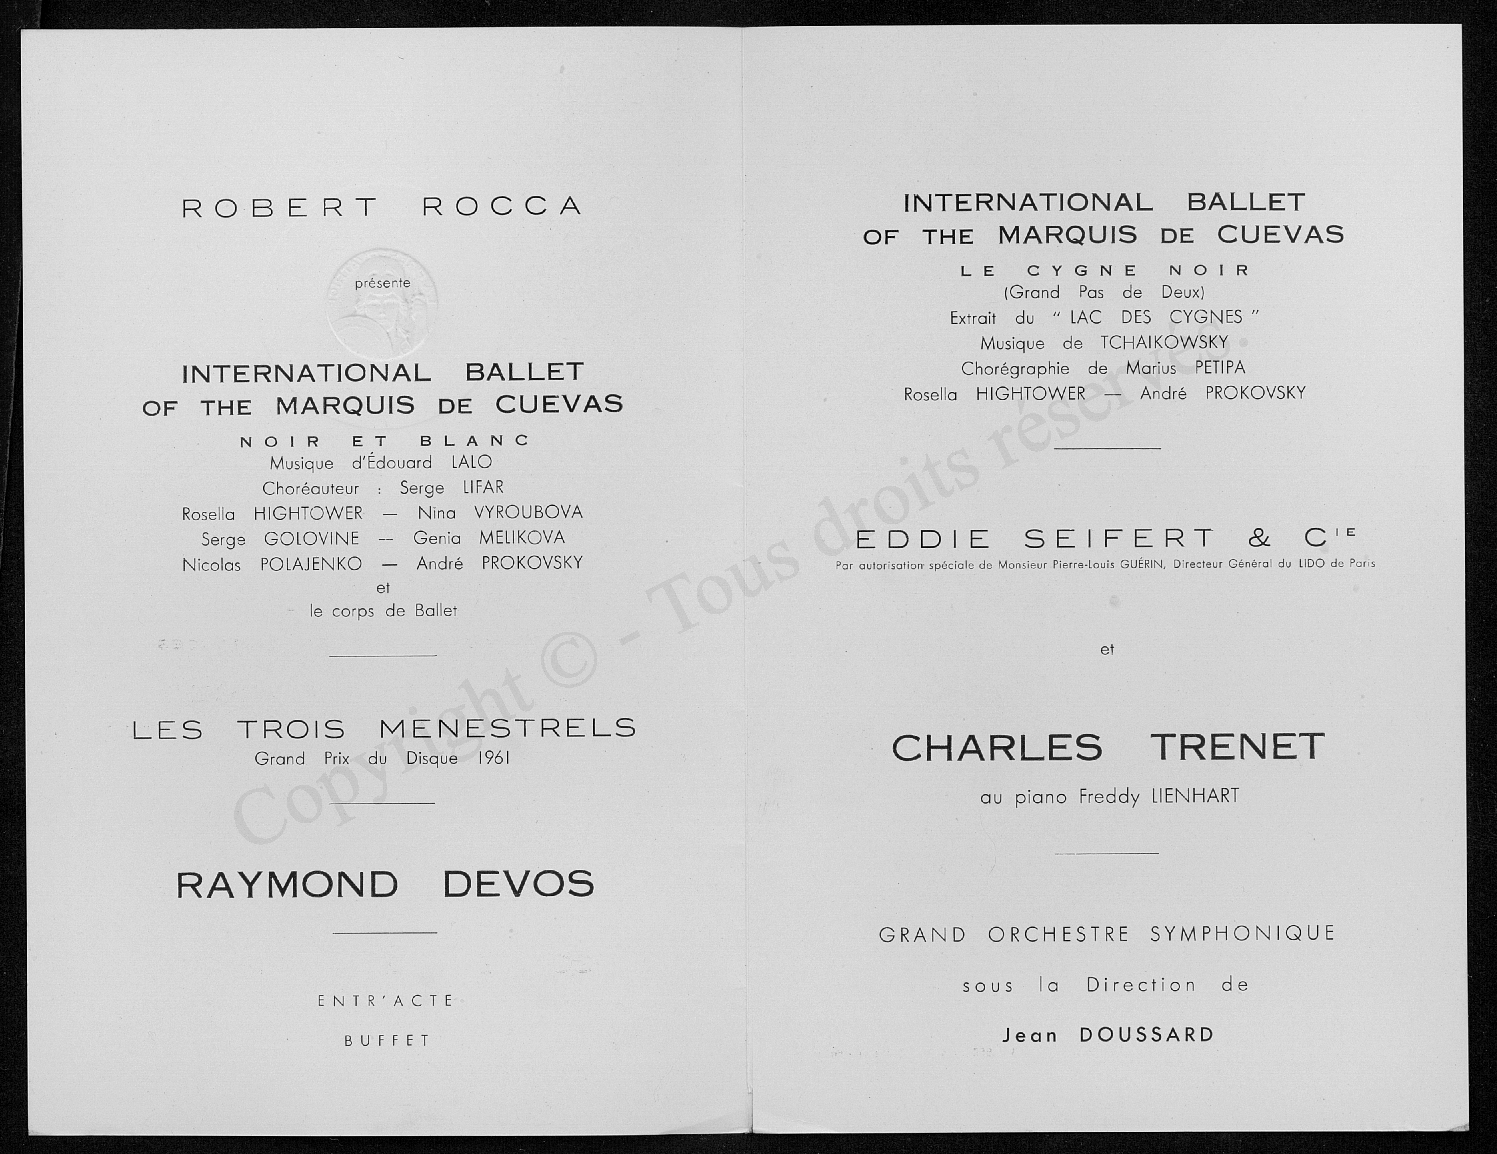 ROBERT ROCCA
présente
INTERNATIONAL BALLET
OF THE MARQUIS DE CUEVAS
NOIR ET BLANC
Musique d'Édouard LALO
Choréauteur : Serge LIFAR
Rosella HIGHTOWER — Nina VYROUBOVA
Serge GOLOVINE — Genia MELIKOVA
Nicolas POLAJENKO — André PROKOVSKY
et
le corps de Ballet
LES TROIS MENESTRELS
Grand Prix du Disque 1961
RAYMOND DEVOS
ENTR'ACTE
BUFFET
INTERNATIONAL BALLET
OF THE MARQUIS DE CUEVAS
LE CYGNE NOIR
(Grand Pas de Deux)
Extrait du " LAC DES CYGNES "
Musique de TCHAIKOWSKY
Chorégraphie de Marius PETIPA
Rosella HIGHTOWER — André PROKOVSKY
EDDIE SEIFERT & CIE
Par autorisation spéciale de Monsieur Pierre-Louis GUÉRIN, Directeur Général du LIDO de Paris
et
CHARLES TRENET
au piano Freddy LIENHART
GRAND ORCHESTRE SYMPHONIQUE
sous la Direction de
Jean DOUSSARD
Copyright © - Tous droits réservés.